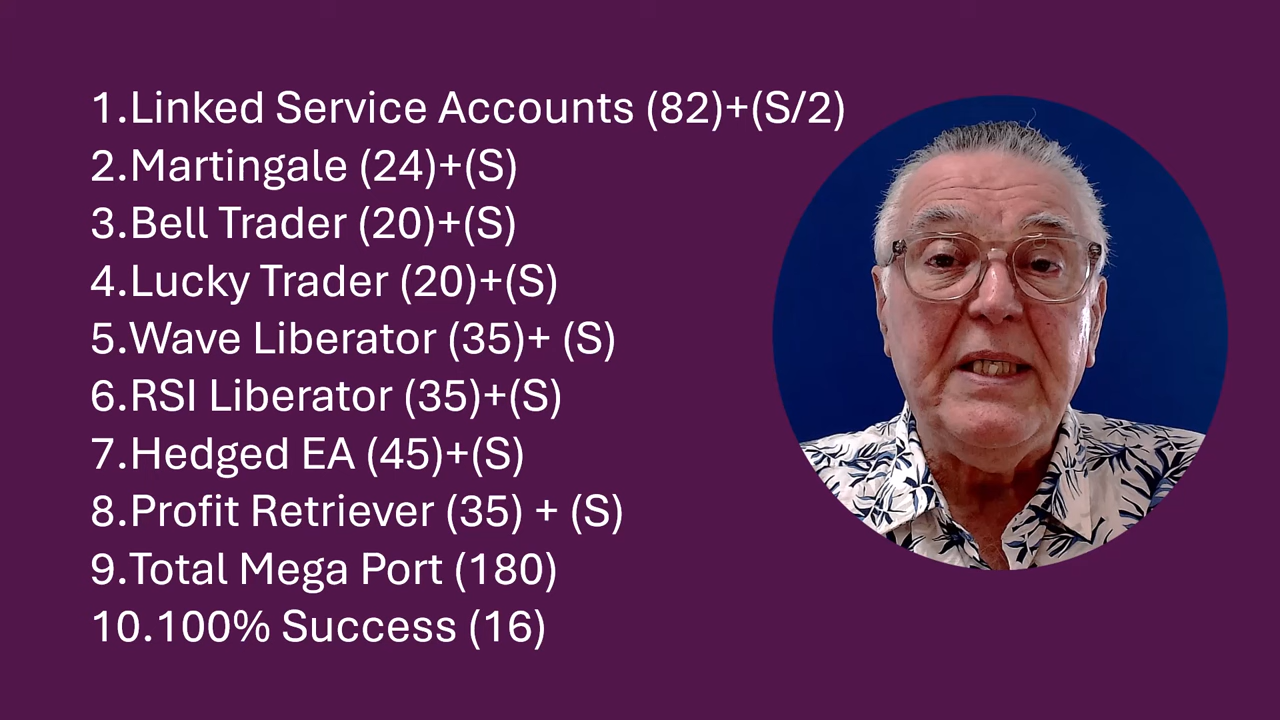 1.Linked Service Accounts (82)+(S/2)
2.Martingale (24)+(S)
3.Bell Trader (20)+(S)
4.Lucky Trader (20)+(S)
5.Wave Liberator (35)+ (S)
6.RSI Liberator (35)+(S)
7.Hedged EA (45)+(S)
8.Profit Retriever (35) + (S)
9.Total Mega Port (180)
10.100% Success (16)